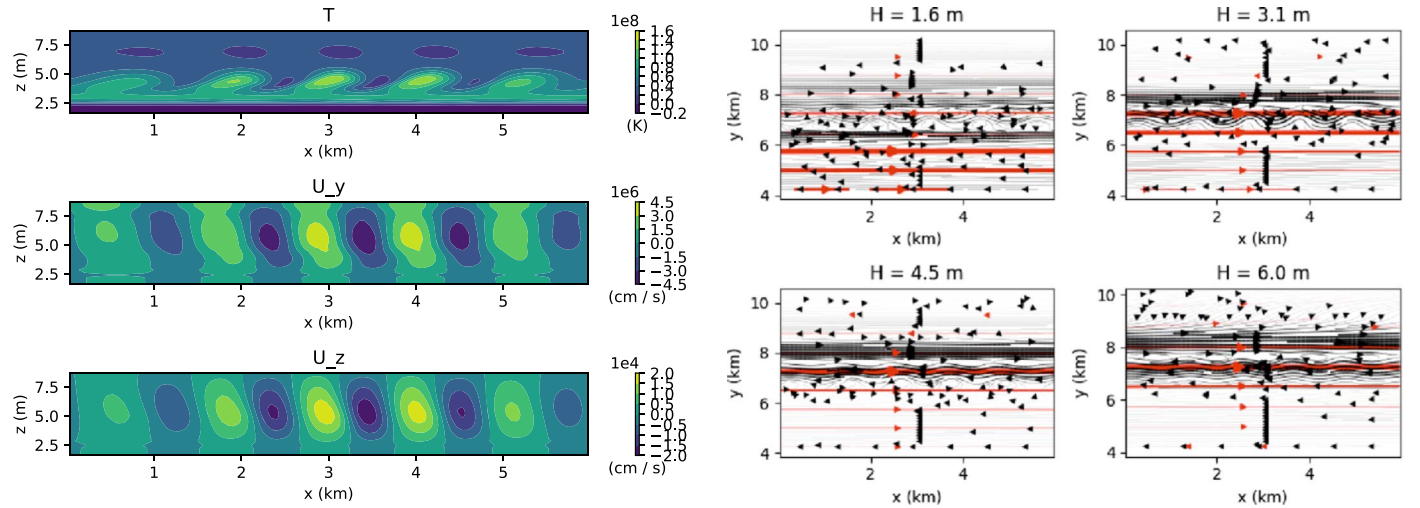 T
1e8
7.5
5.0
2.5
z (m)
1 2 3 4 5
x (km)
1.6
1.4
1.2
1.0
0.8
0.6
0.4
0.2
0.0
−0.2
(K)
U_y
1e6
7.5
5.0
2.5
z (m)
1 2 3 4 5
x (km)
4.5
3.0
1.5
0.0
−1.5
−3.0
−4.5
(cm / s)
U_z
1e4
7.5
5.0
2.5
z (m)
1 2 3 4 5
x (km)
2.0
1.5
1.0
0.5
0.0
−0.5
−1.0
−1.5
−2.0
(cm / s)
H = 1.6 m
10
8
6
4
y (km)
2 4
x (km)
H = 3.1 m
10
8
6
4
y (km)
2 4
x (km)
H = 4.5 m
10
8
6
4
y (km)
2 4
x (km)
H = 6.0 m
10
8
6
4
y (km)
2 4
x (km)